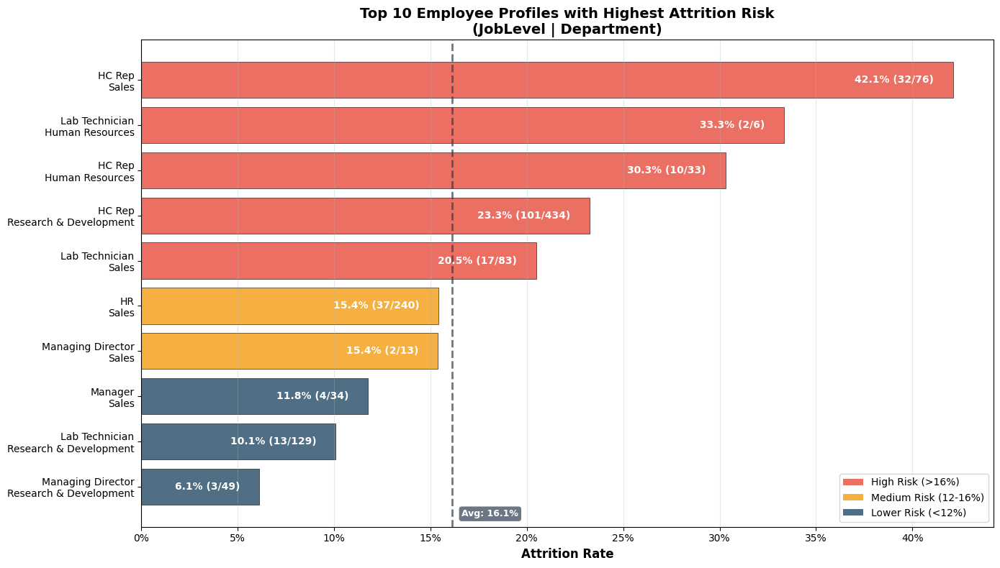 Top 10 Employee Profiles with Highest Attrition Risk
(JobLevel | Department)
HC Rep
Sales
42.1% (32/76)
Lab Technician
Human Resources
33.3% (2/6)
HC Rep
Human Resources
30.3% (10/33)
HC Rep
Research & Development
23.3% (101/434)
Lab Technician
Sales
20.5% (17/83)
HR
Sales
15.4% (37/240)
Managing Director
Sales
15.4% (2/13)
Manager
Sales
11.8% (4/34)
Lab Technician
Research & Development
10.1% (13/129)
Managing Director
Research & Development
6.1% (3/49)
Avg: 16.1%
High Risk (>16%)
Medium Risk (12-16%)
Lower Risk (<12%)
0%
5%
10%
15%
20%
25%
30%
35%
40%
Attrition Rate